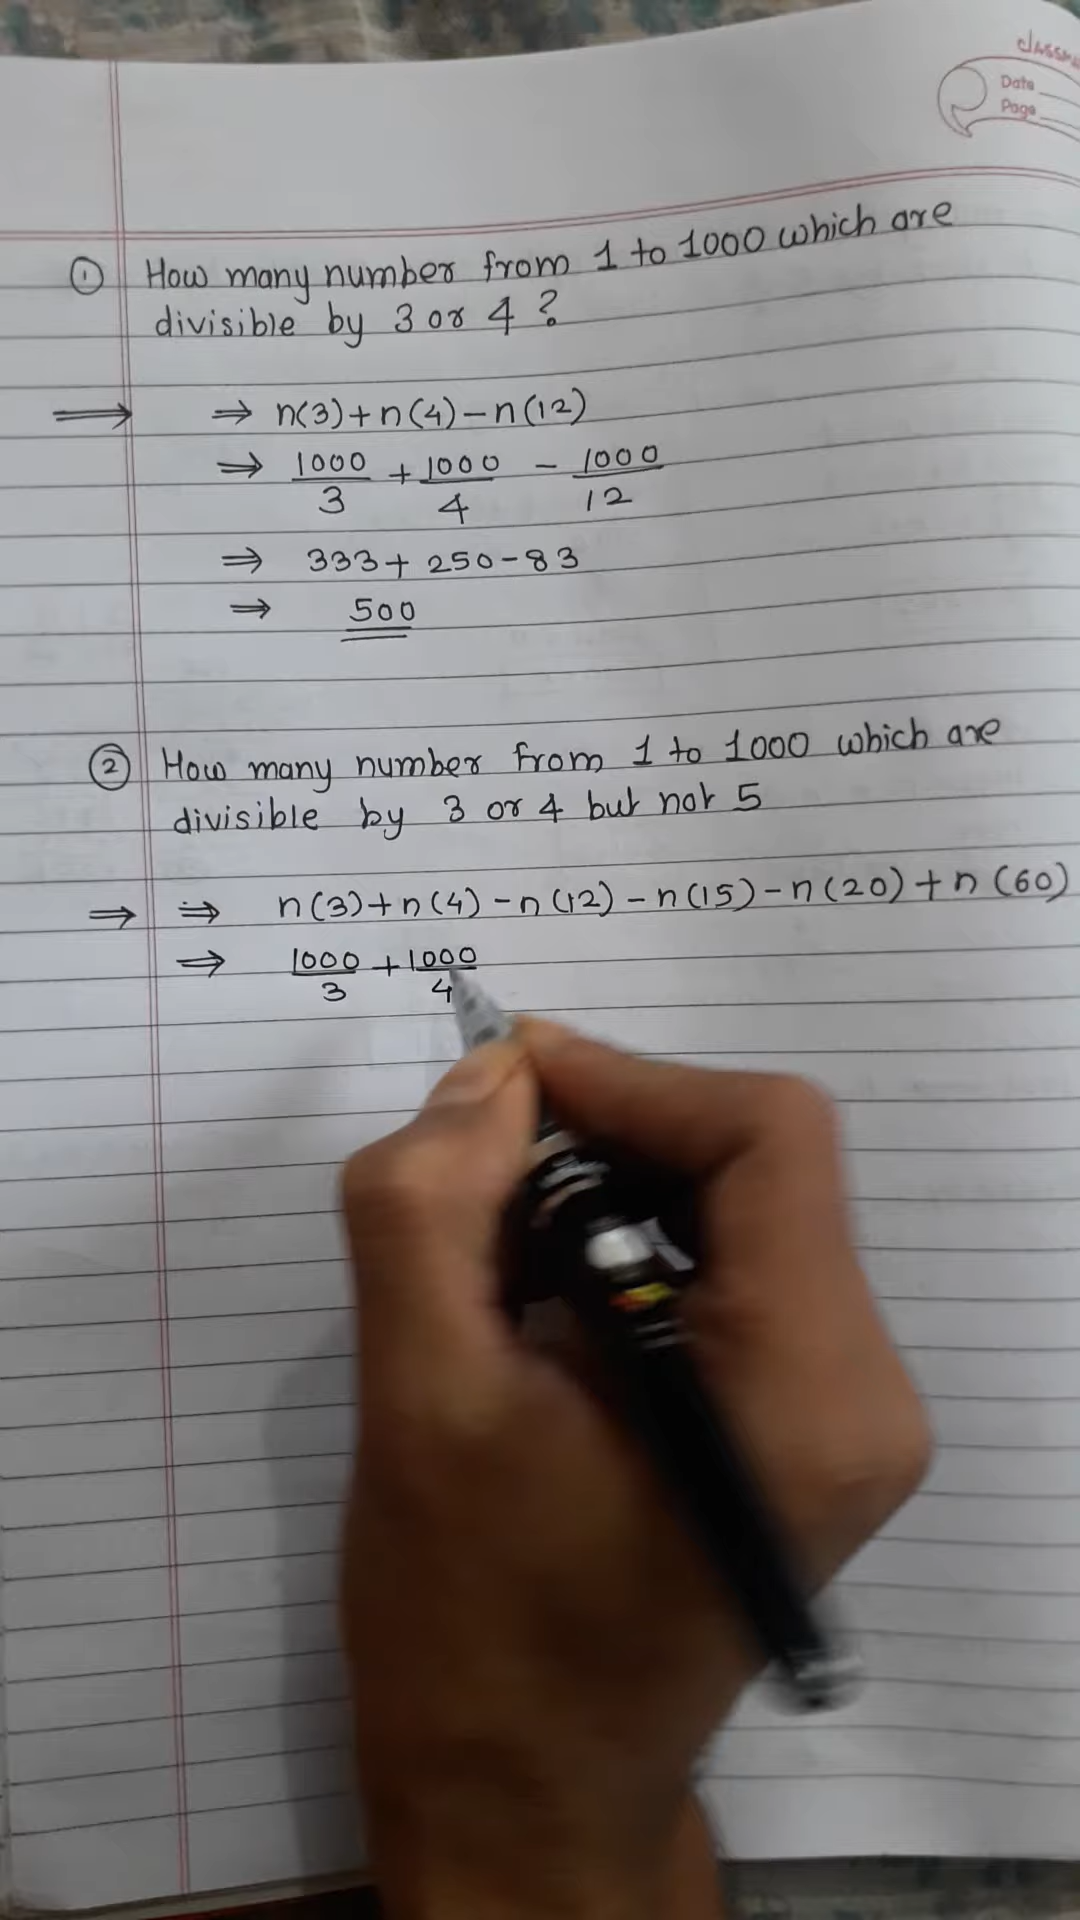 classma
Date
Page
① How many number from 1 to 1000 which are
divisible by 3 or 4 ?
⇒ ⇒ n(3)+n(4)-n(12)
⇒ 1000/3 + 1000/4 - 1000/12
⇒ 333+ 250-83
⇒ 500
② How many number from 1 to 1000 which are
divisible by 3 or 4 but not 5
⇒ ⇒ n(3)+n(4)-n(12)-n(15)-n(20)+n(60)
⇒ 1000/3 + 1000/4